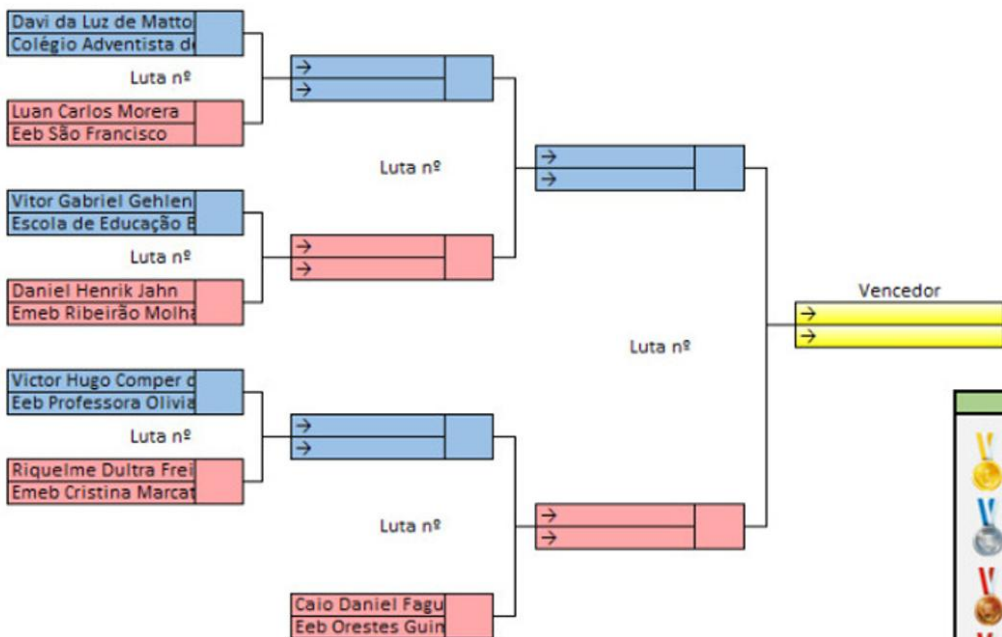 Davi da Luz de Matto
Colégio Adventista de
Luta nº
Luan Carlos Morera
Eeb São Francisco
→
→
Luta nº
Vitor Gabriel Gehlen
Escola de Educação B
Luta nº
Daniel Henrik Jahn
Emeb Ribeirão Molha
→
→
→
→
Luta nº
Vencedor
→
→
Victor Hugo Comper d
Eeb Professora Olivia
Luta nº
Riquelme Dultra Frei
Emeb Cristina Marcat
→
→
Luta nº
→
→
Caio Daniel Fagu
Eeb Orestes Guin